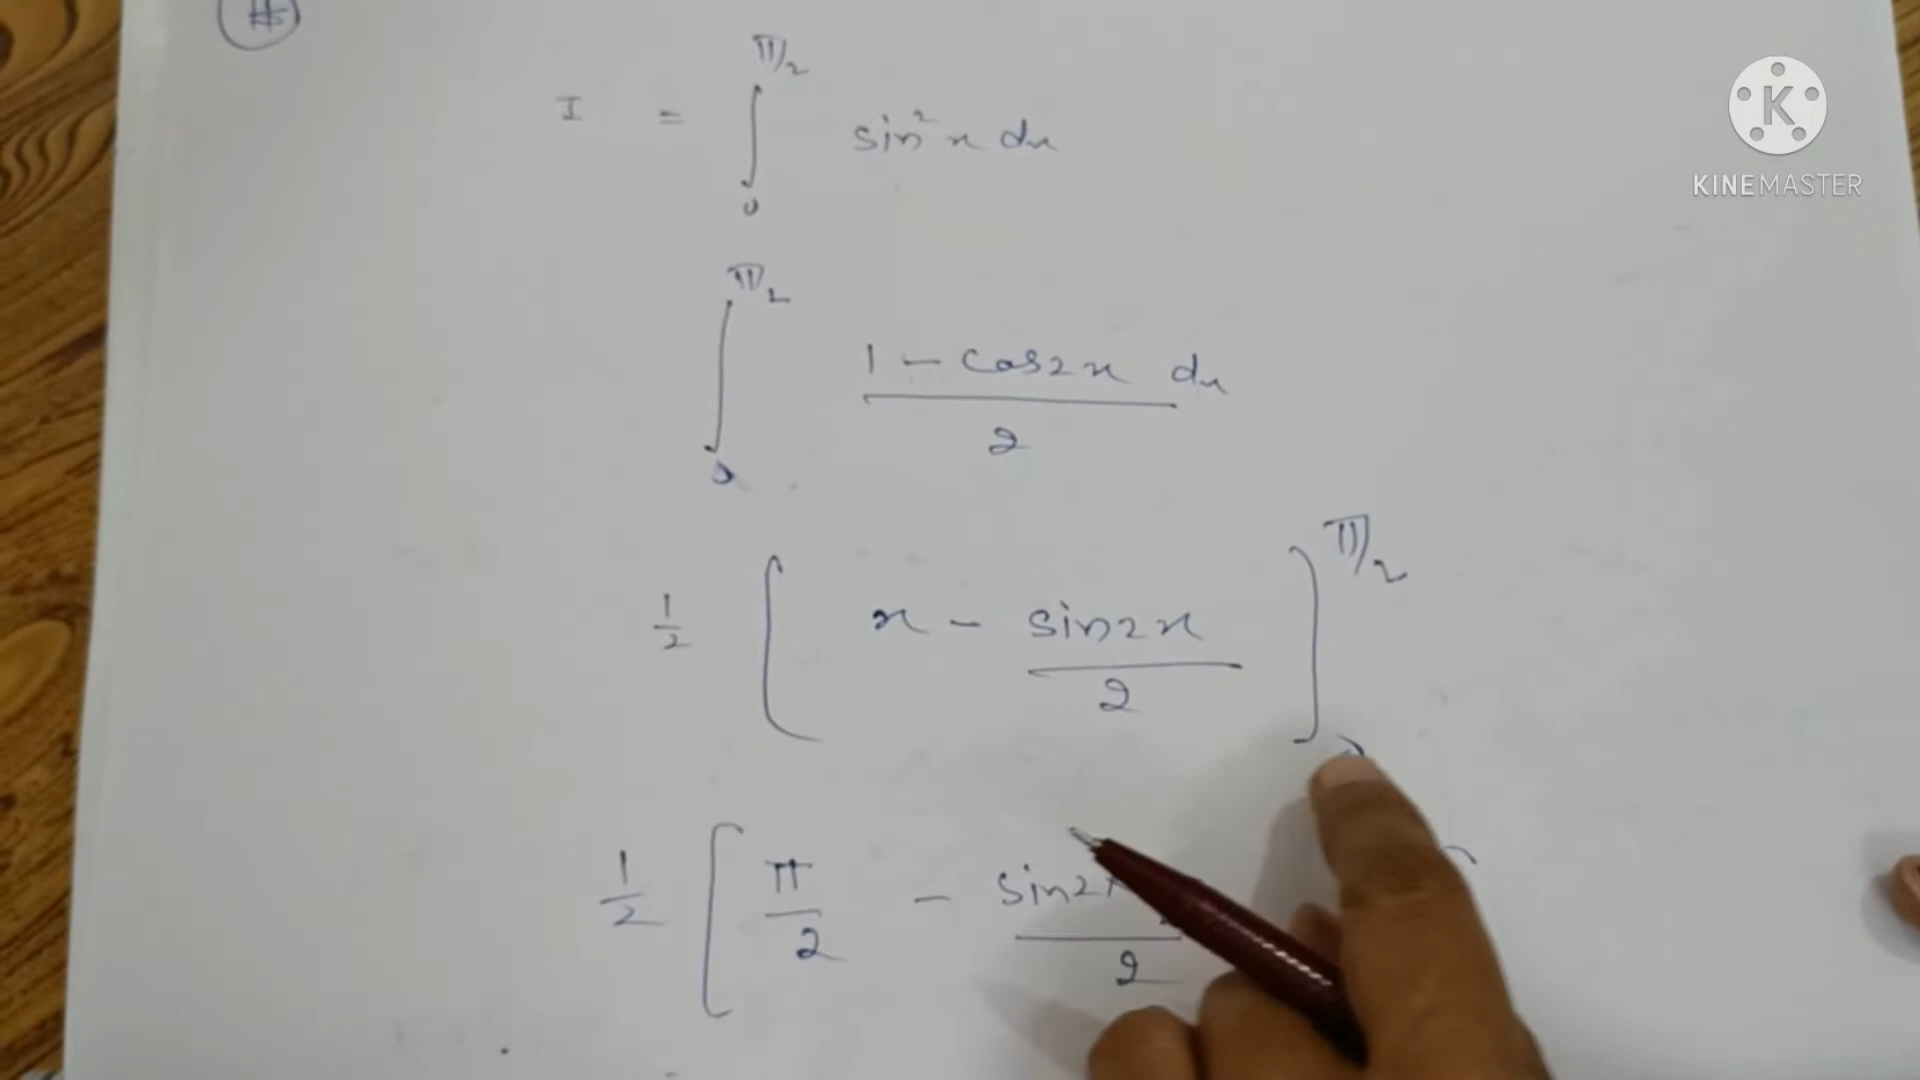 #
I = ∫₀^π/2 sin²x dx
∫₀^π/2 (1 - cos2x)/2 dx
1/2 [ x - sin2x/2 ]^π/2
1/2 [ π/2 - sin2
2
KINEMASTER